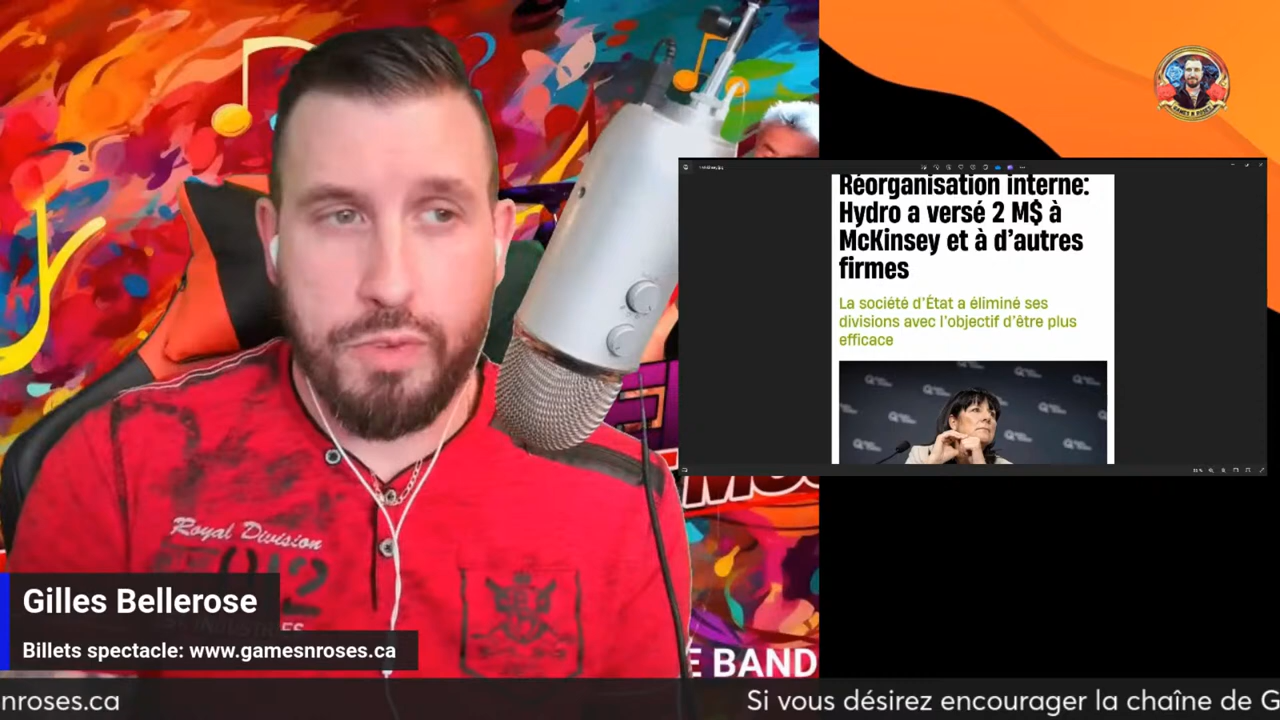 Réorganisation interne:
Hydro a versé 2 M$ à
McKinsey et à d'autres
firmes
La société d'État a éliminé ses
divisions avec l'objectif d'être plus
efficace
Royal Division
Gilles Bellerose
Billets spectacle: www.gamesnroses.ca
E BAND
nroses.ca
Si vous désirez encourager la chaîne de G